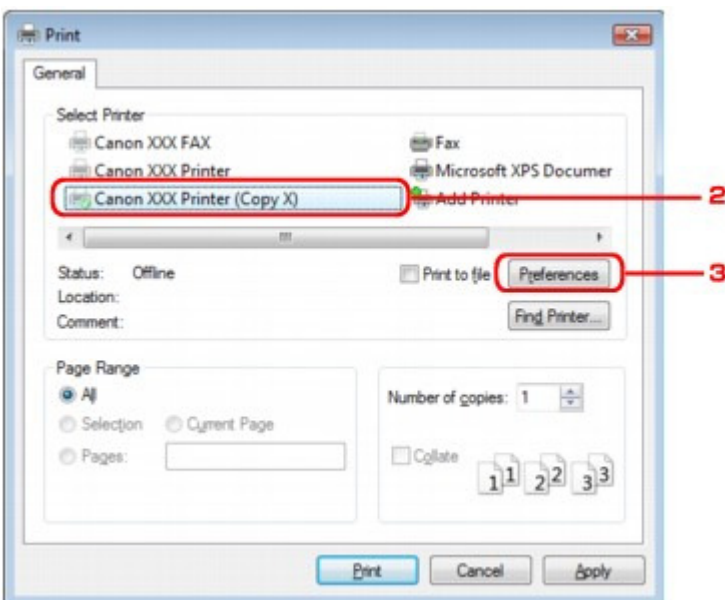 Print
General
Select Printer
Canon XXX FAX
Fax
Canon XXX Printer
Microsoft XPS Documer
Canon XXX Printer (Copy X)
Add Printer
2
Status: Offline
Print to file
Preferences
3
Location:
Comment:
Find Printer...
Page Range
All
Selection
Current Page
Pages:
Number of copies: 1
Collate
1 1 2 2 3 3
Print
Cancel
Apply